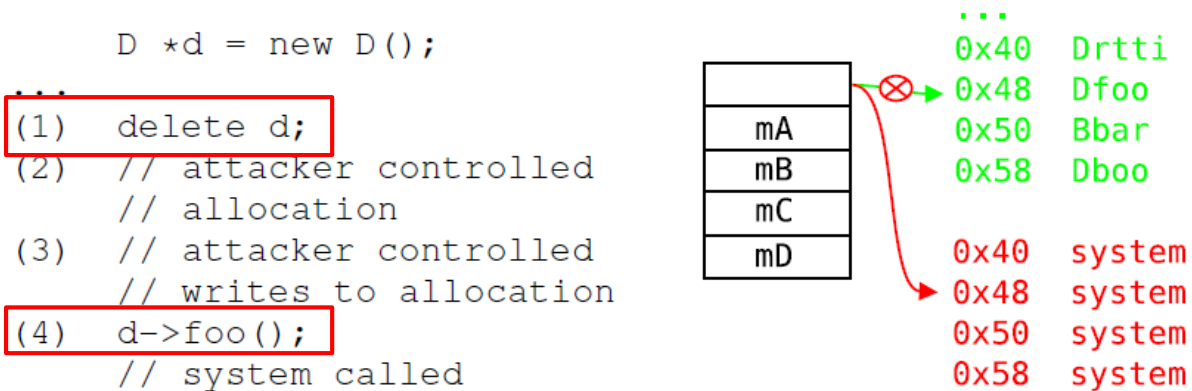 D *d = new D();
...
(1) delete d;
(2) // attacker controlled
// allocation
(3) // attacker controlled
// writes to allocation
(4) d->foo();
// system called
mA
mB
mC
mD
...
0x40 Drtti
0x48 Dfoo
0x50 Bbar
0x58 Dboo
0x40 system
0x48 system
0x50 system
0x58 system